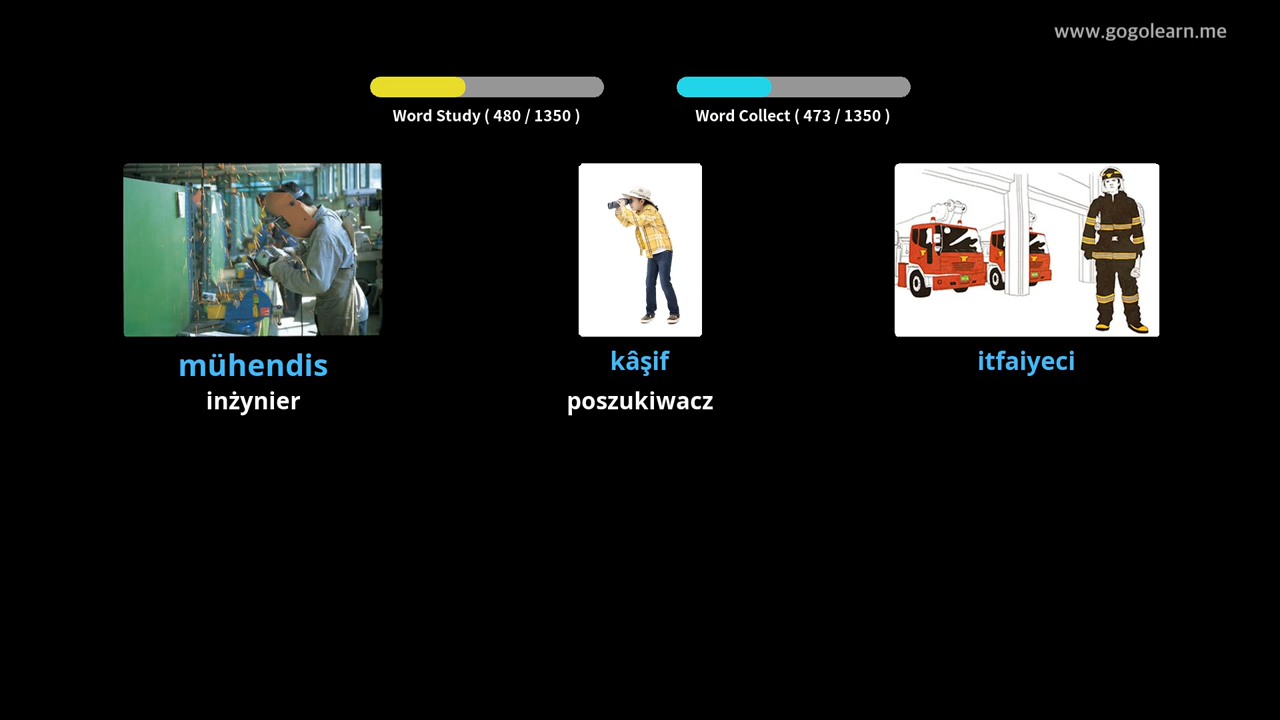 www.gogolearn.me
Word Study ( 480 / 1350 )
Word Collect ( 473 / 1350 )
mühendis
inżynier
kâşif
poszukiwacz
itfaiyeci